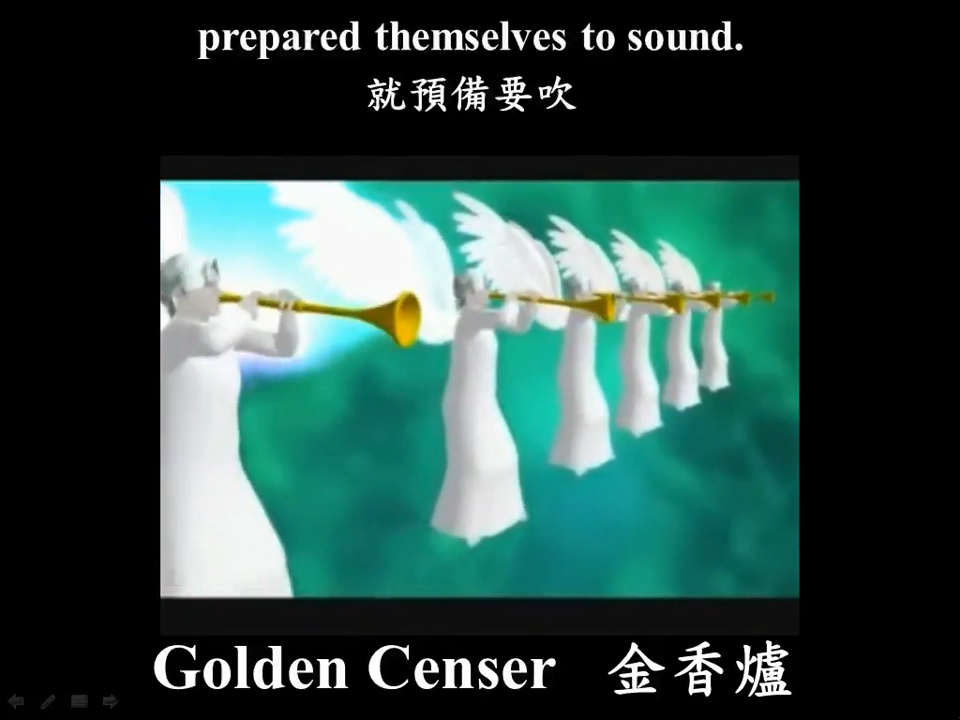 prepared themselves to sound.
就預備要吹
Golden Censer 金香爐